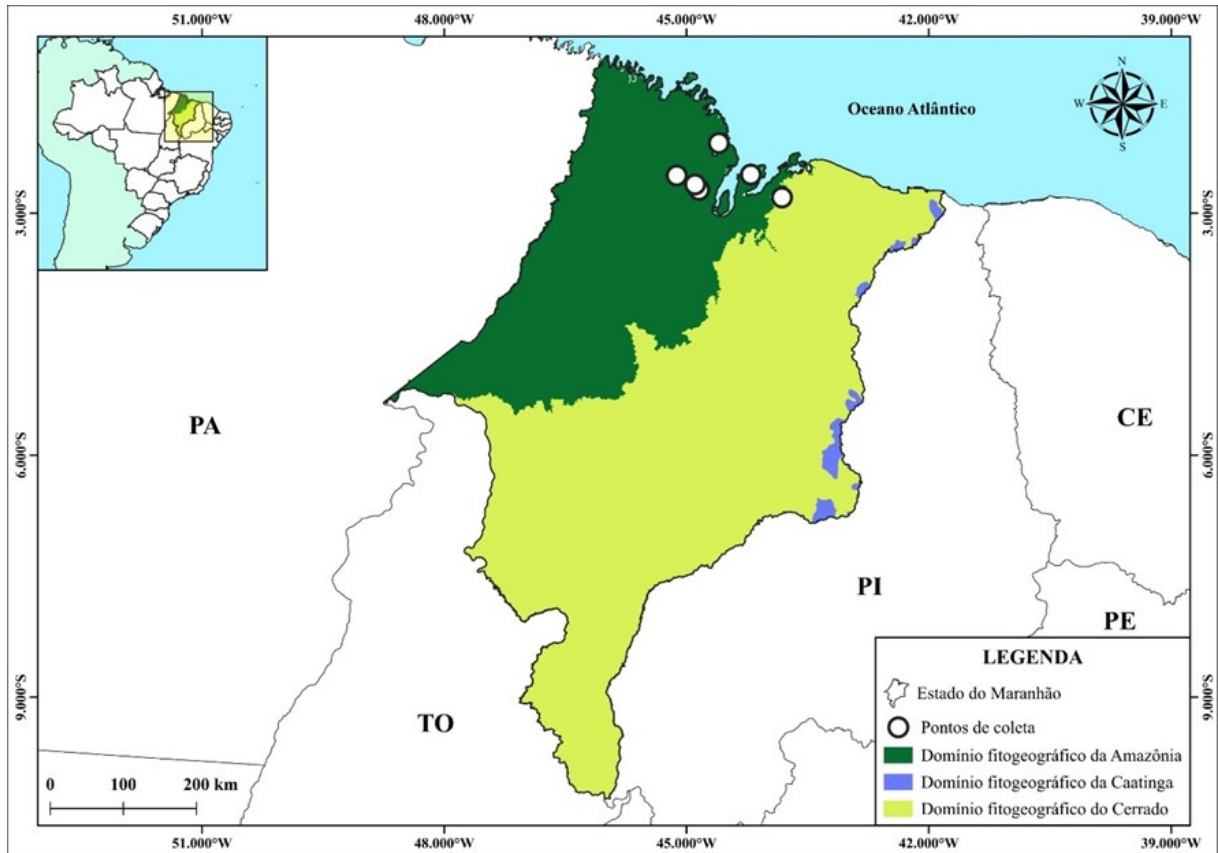 51.000°W 48.000°W 45.000°W 42.000°W 39.000°W
N
W E
S
Oceano Atlântico
3.000°S 3.000°S
PA
CE
6.000°S 6.000°S
PI
PE
TO
9.000°S 9.000°S
LEGENDA
Estado do Maranhão
Pontos de coleta
Domínio fitogeográfico da Amazônia
Domínio fitogeográfico da Caatinga
Domínio fitogeográfico do Cerrado
0 100 200 km
51.000°W 48.000°W 45.000°W 42.000°W 39.000°W